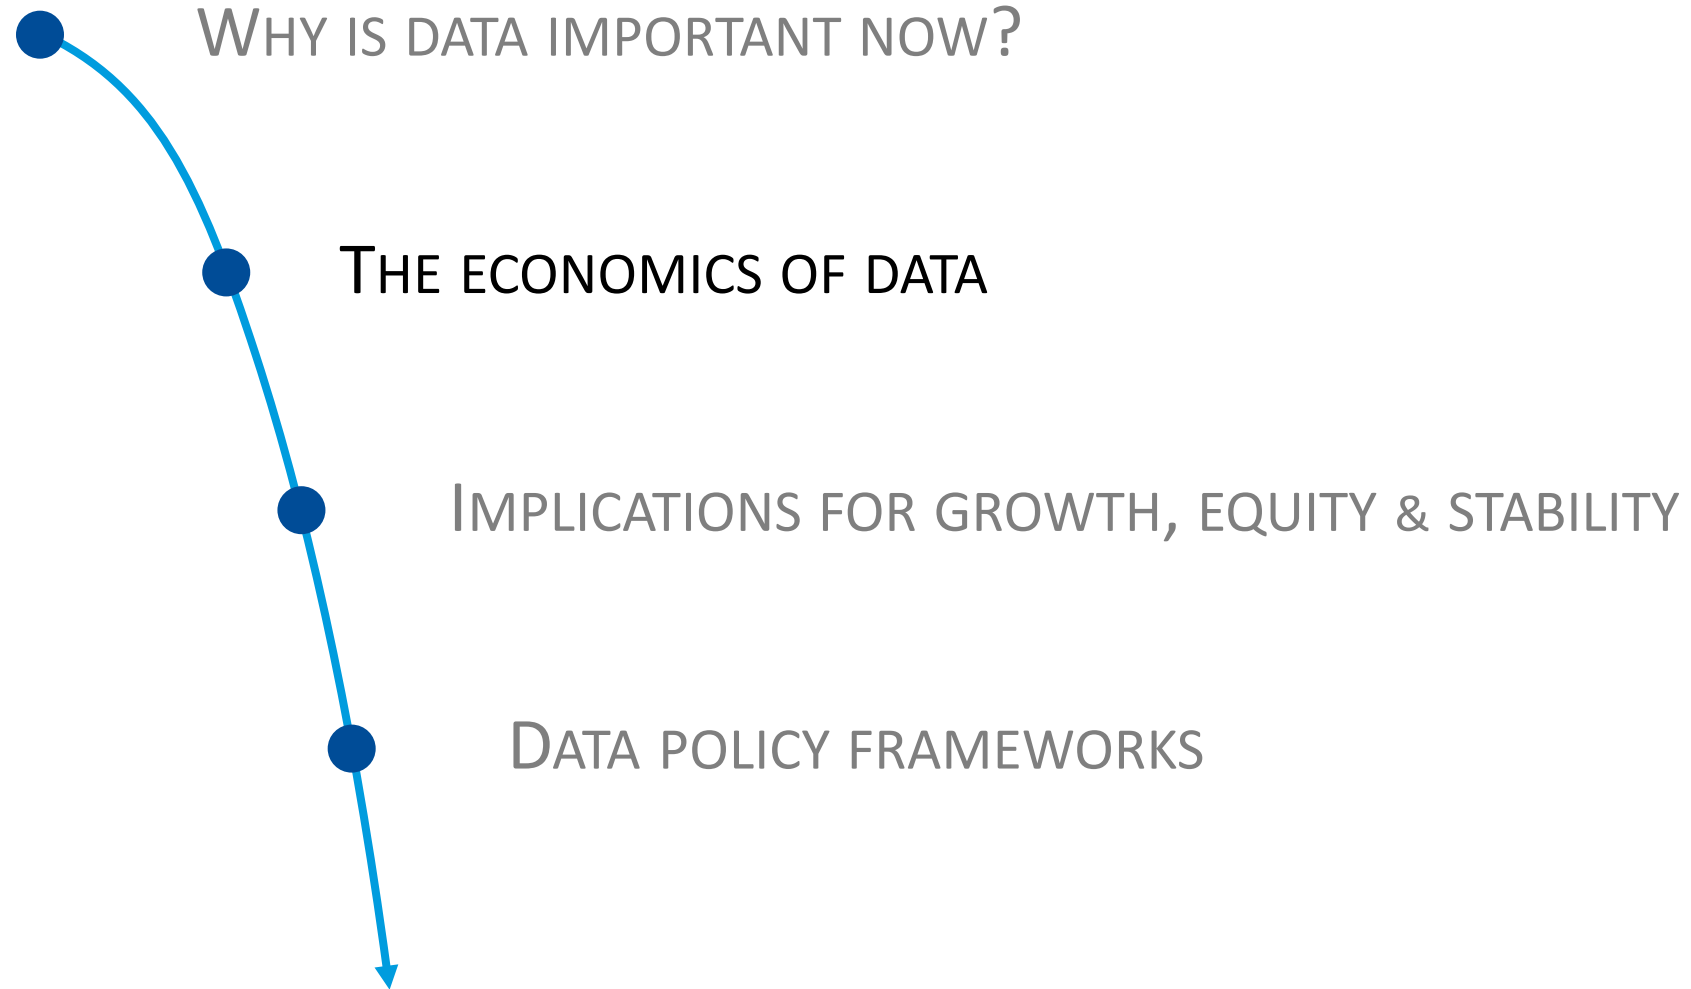 WHY IS DATA IMPORTANT NOW?
THE ECONOMICS OF DATA
IMPLICATIONS FOR GROWTH, EQUITY & STABILITY
DATA POLICY FRAMEWORKS